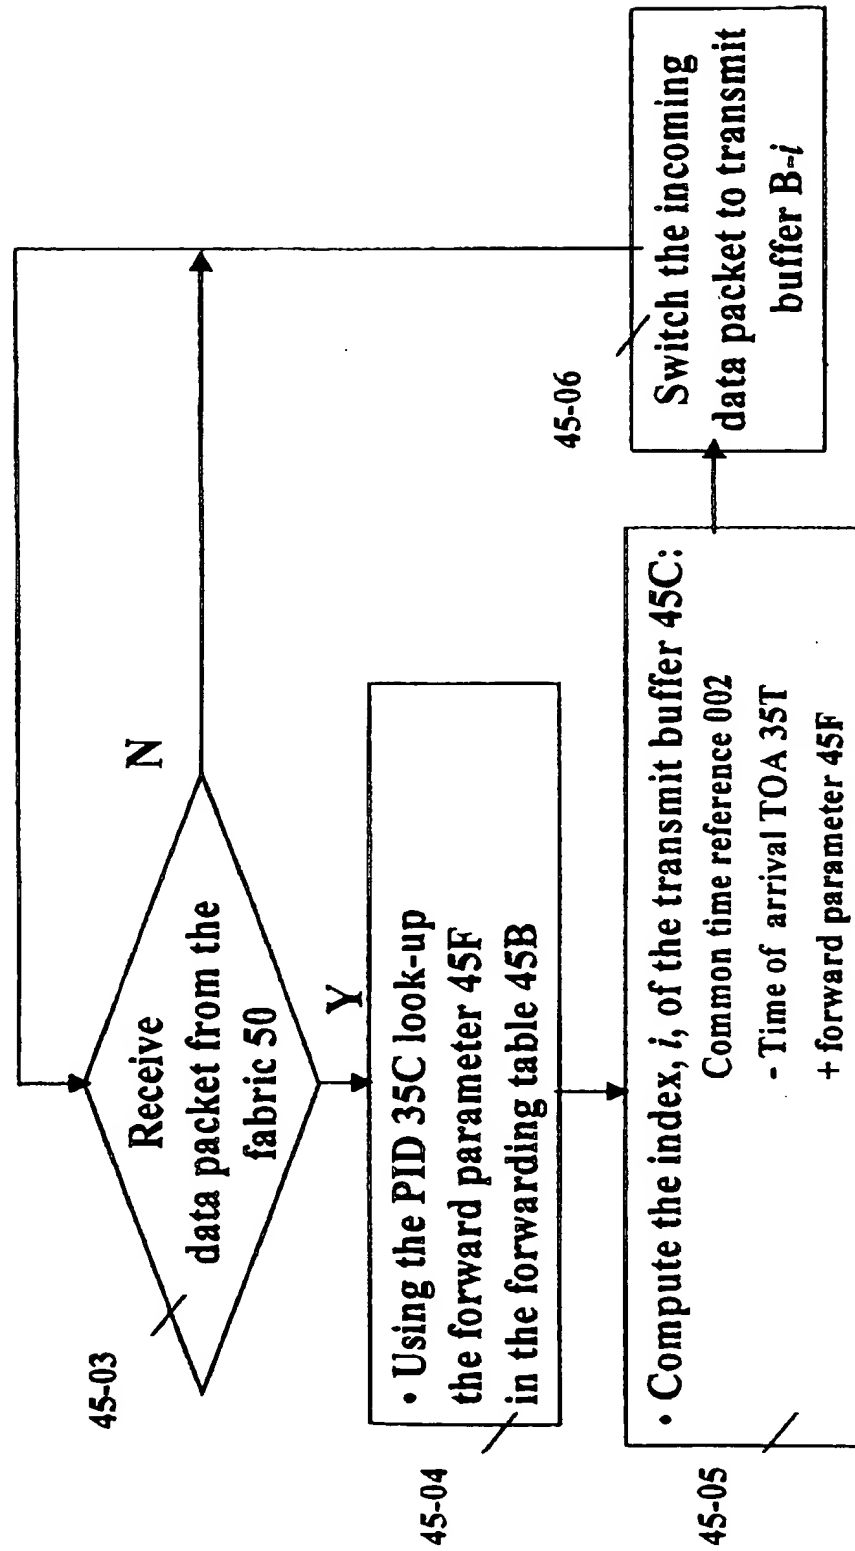 45-03
Receive
data packet from the
fabric 50
N
Y
45-04
• Using the PID 35C look-up
the forward parameter 45F
in the forwarding table 45B
45-05
• Compute the index, i, of the transmit buffer 45C:
Common time reference 002
- Time of arrival TOA 35T
+ forward parameter 45F
45-06
Switch the incoming
data packet to transmit
buffer B-i